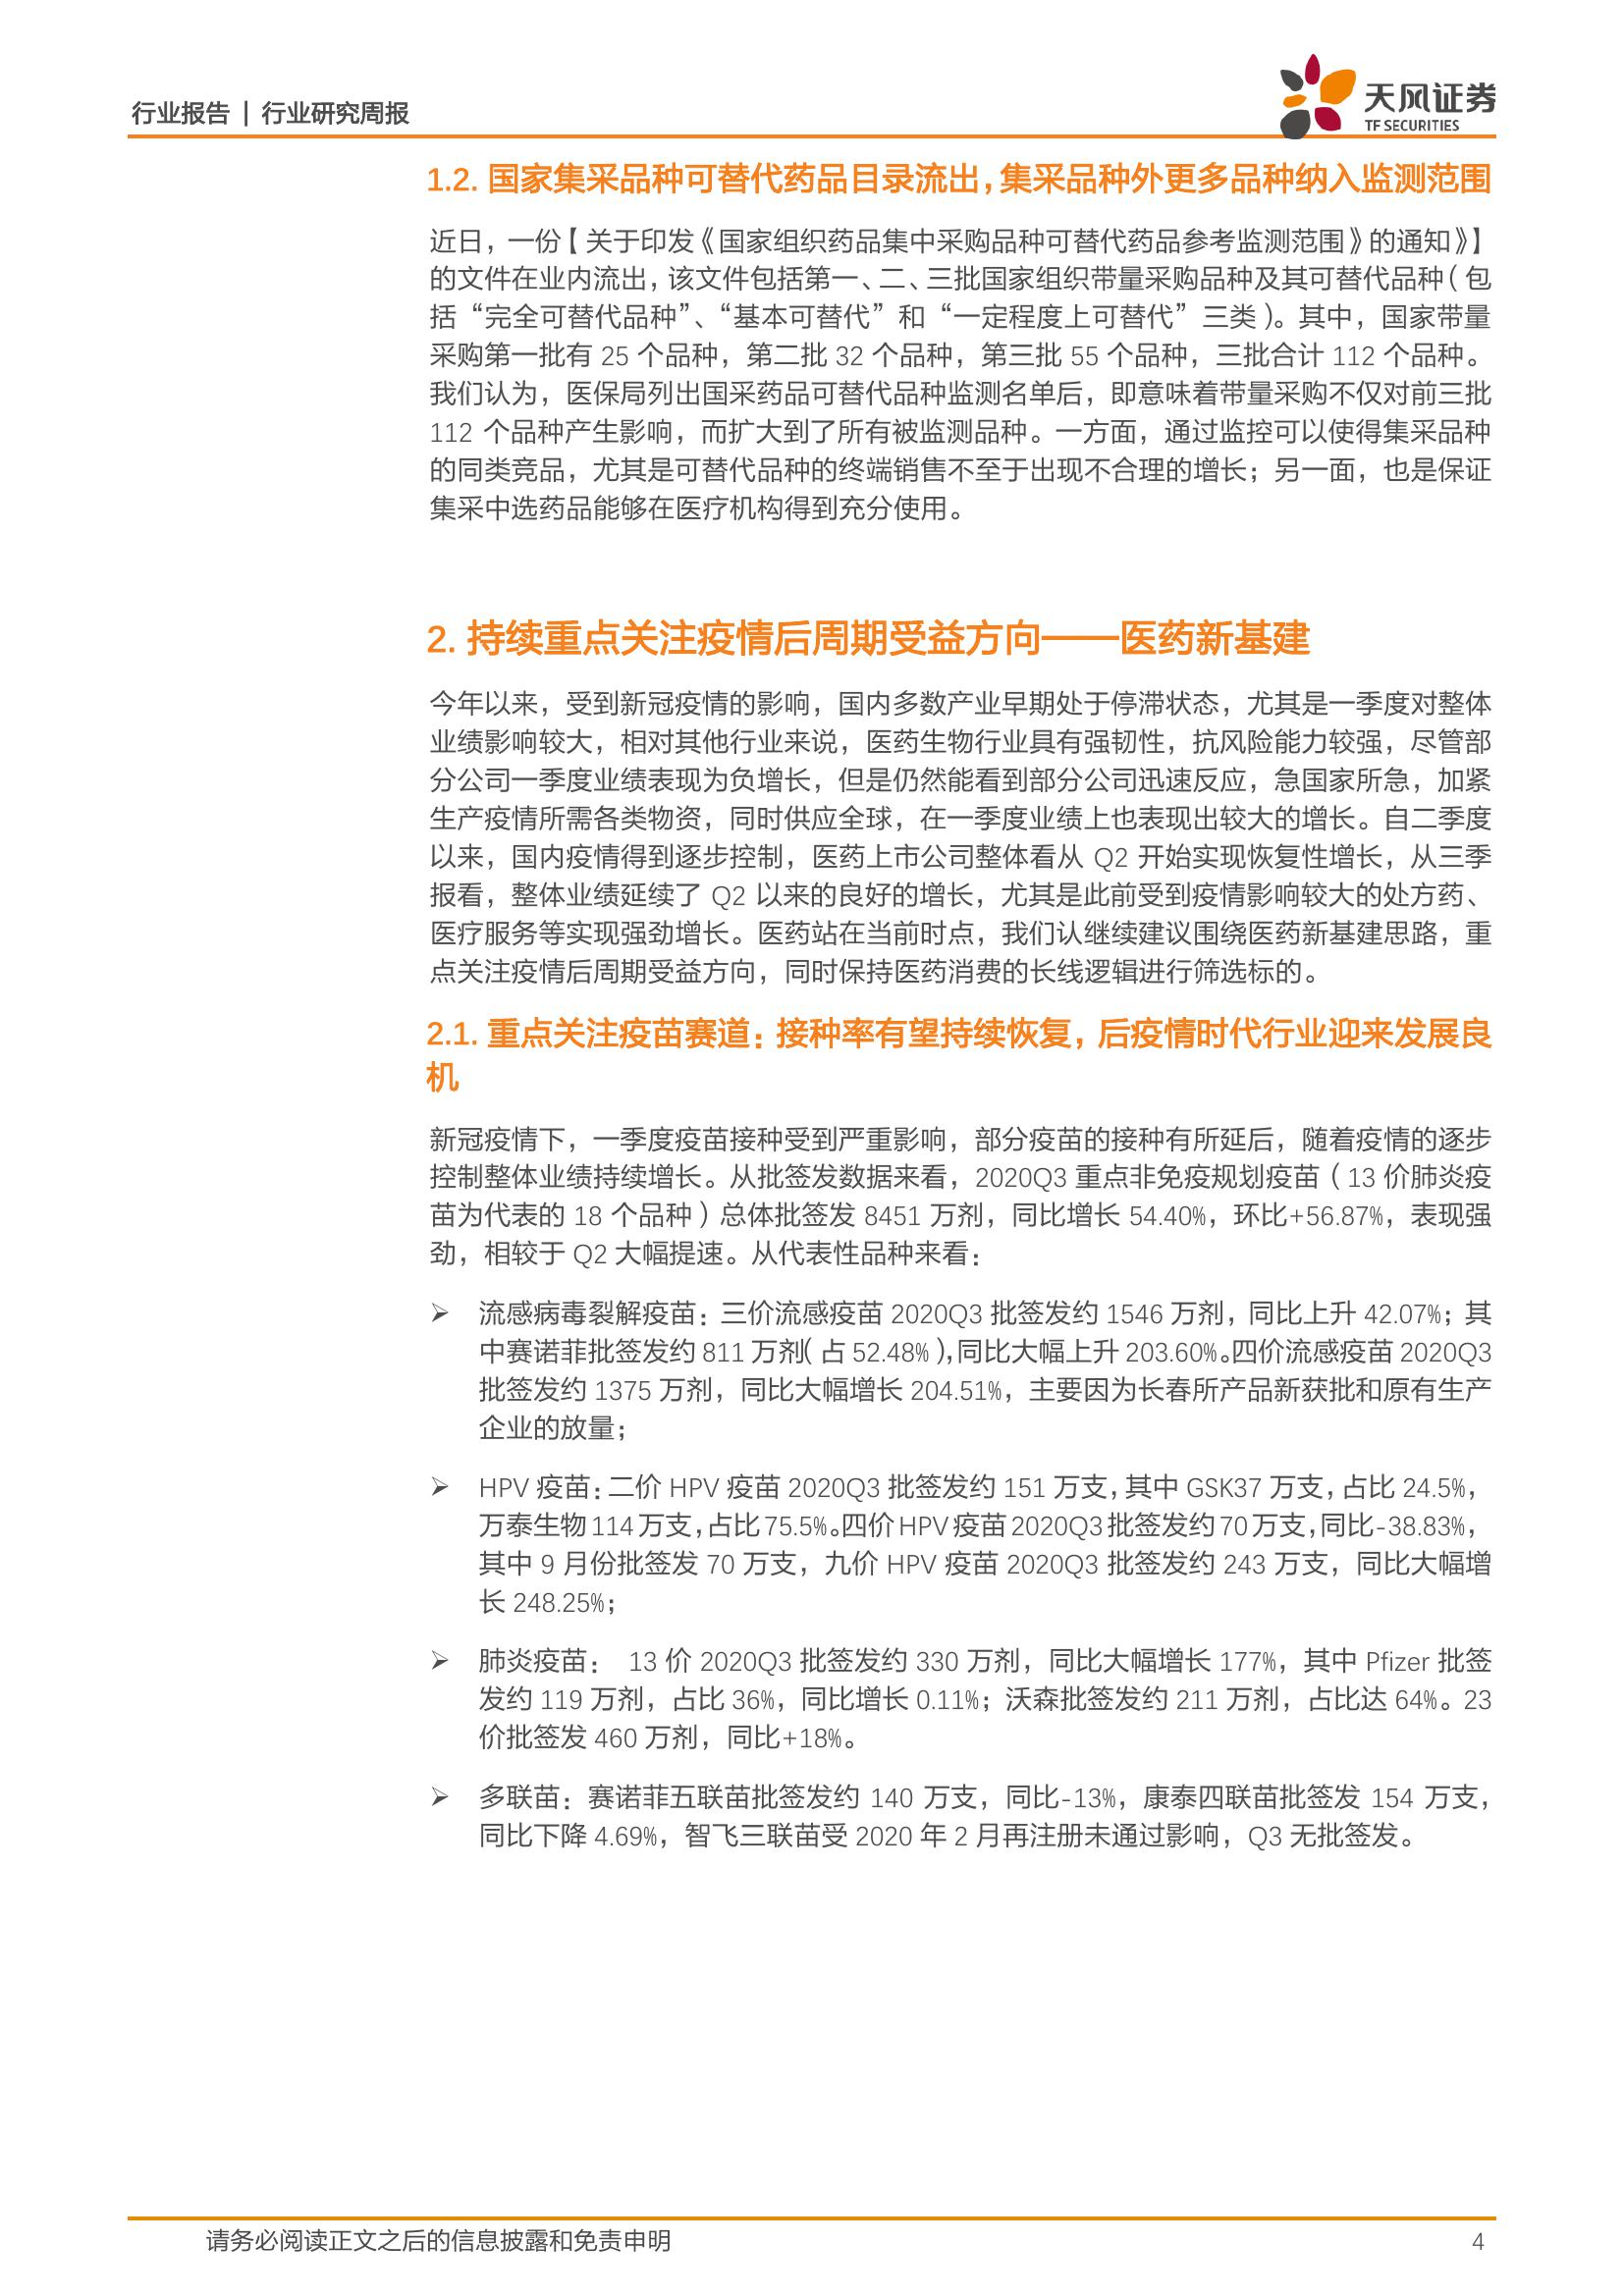 行业报告 | 行业研究周报
天风证券
TF SECURITIES
1.2. 国家集采品种可替代药品目录流出，集采品种外更多品种纳入监测范围
近日，一份【关于印发《国家组织药品集中采购品种可替代药品参考监测范围》的通知》】
的文件在业内流出，该文件包括第一、二、三批国家组织带量采购品种及其可替代品种（包
括“完全可替代品种”、“基本可替代”和“一定程度上可替代”三类）。其中，国家带量
采购第一批有 25 个品种，第二批 32 个品种，第三批 55 个品种，三批合计 112 个品种。
我们认为，医保局列出国采药品可替代品种监测名单后，即意味着带量采购不仅对前三批
112 个品种产生影响，而扩大到了所有被监测品种。一方面，通过监控可以使得集采品种
的同类竞品，尤其是可替代品种的终端销售不至于出现不合理的增长；另一面，也是保证
集采中选药品能够在医疗机构得到充分使用。
2. 持续重点关注疫情后周期受益方向——医药新基建
今年以来，受到新冠疫情的影响，国内多数产业早期处于停滞状态，尤其是一季度对整体
业绩影响较大，相对其他行业来说，医药生物行业具有强韧性，抗风险能力较强，尽管部
分公司一季度业绩表现为负增长，但是仍然能看到部分公司迅速反应，急国家所急，加紧
生产疫情所需各类物资，同时供应全球，在一季度业绩上也表现出较大的增长。自二季度
以来，国内疫情得到逐步控制，医药上市公司整体看从 Q2 开始实现恢复性增长，从三季
报看，整体业绩延续了 Q2 以来的良好的增长，尤其是此前受到疫情影响较大的处方药、
医疗服务等实现强劲增长。医药站在当前时点，我们认继续建议围绕医药新基建思路，重
点关注疫情后周期受益方向，同时保持医药消费的长线逻辑进行筛选标的。
2.1. 重点关注疫苗赛道：接种率有望持续恢复，后疫情时代行业迎来发展良
机
新冠疫情下，一季度疫苗接种受到严重影响，部分疫苗的接种有所延后，随着疫情的逐步
控制整体业绩持续增长。从批签发数据来看，2020Q3 重点非免疫规划疫苗（13 价肺炎疫
苗为代表的 18 个品种）总体批签发 8451 万剂，同比增长 54.40%，环比+56.87%，表现强
劲，相较于 Q2 大幅提速。从代表性品种来看：
➢ 流感病毒裂解疫苗：三价流感疫苗 2020Q3 批签发约 1546 万剂，同比上升 42.07%；其
中赛诺菲批签发约 811 万剂（占 52.48%），同比大幅上升 203.60%。四价流感疫苗 2020Q3
批签发约 1375 万剂，同比大幅增长 204.51%，主要因为长春所产品新获批和原有生产
企业的放量；
➢ HPV 疫苗：二价 HPV 疫苗 2020Q3 批签发约 151 万支，其中 GSK37 万支，占比 24.5%，
万泰生物 114 万支，占比 75.5%。四价 HPV 疫苗 2020Q3 批签发约 70 万支，同比-38.83%，
其中 9 月份批签发 70 万支，九价 HPV 疫苗 2020Q3 批签发约 243 万支，同比大幅增
长 248.25%；
➢ 肺炎疫苗： 13 价 2020Q3 批签发约 330 万剂，同比大幅增长 177%，其中 Pfizer 批签
发约 119 万剂，占比 36%，同比增长 0.11%；沃森批签发约 211 万剂，占比达 64%。23
价批签发 460 万剂，同比+18%。
➢ 多联苗：赛诺菲五联苗批签发约 140 万支，同比-13%，康泰四联苗批签发 154 万支，
同比下降 4.69%，智飞三联苗受 2020 年 2 月再注册未通过影响，Q3 无批签发。
请务必阅读正文之后的信息披露和免责申明
4